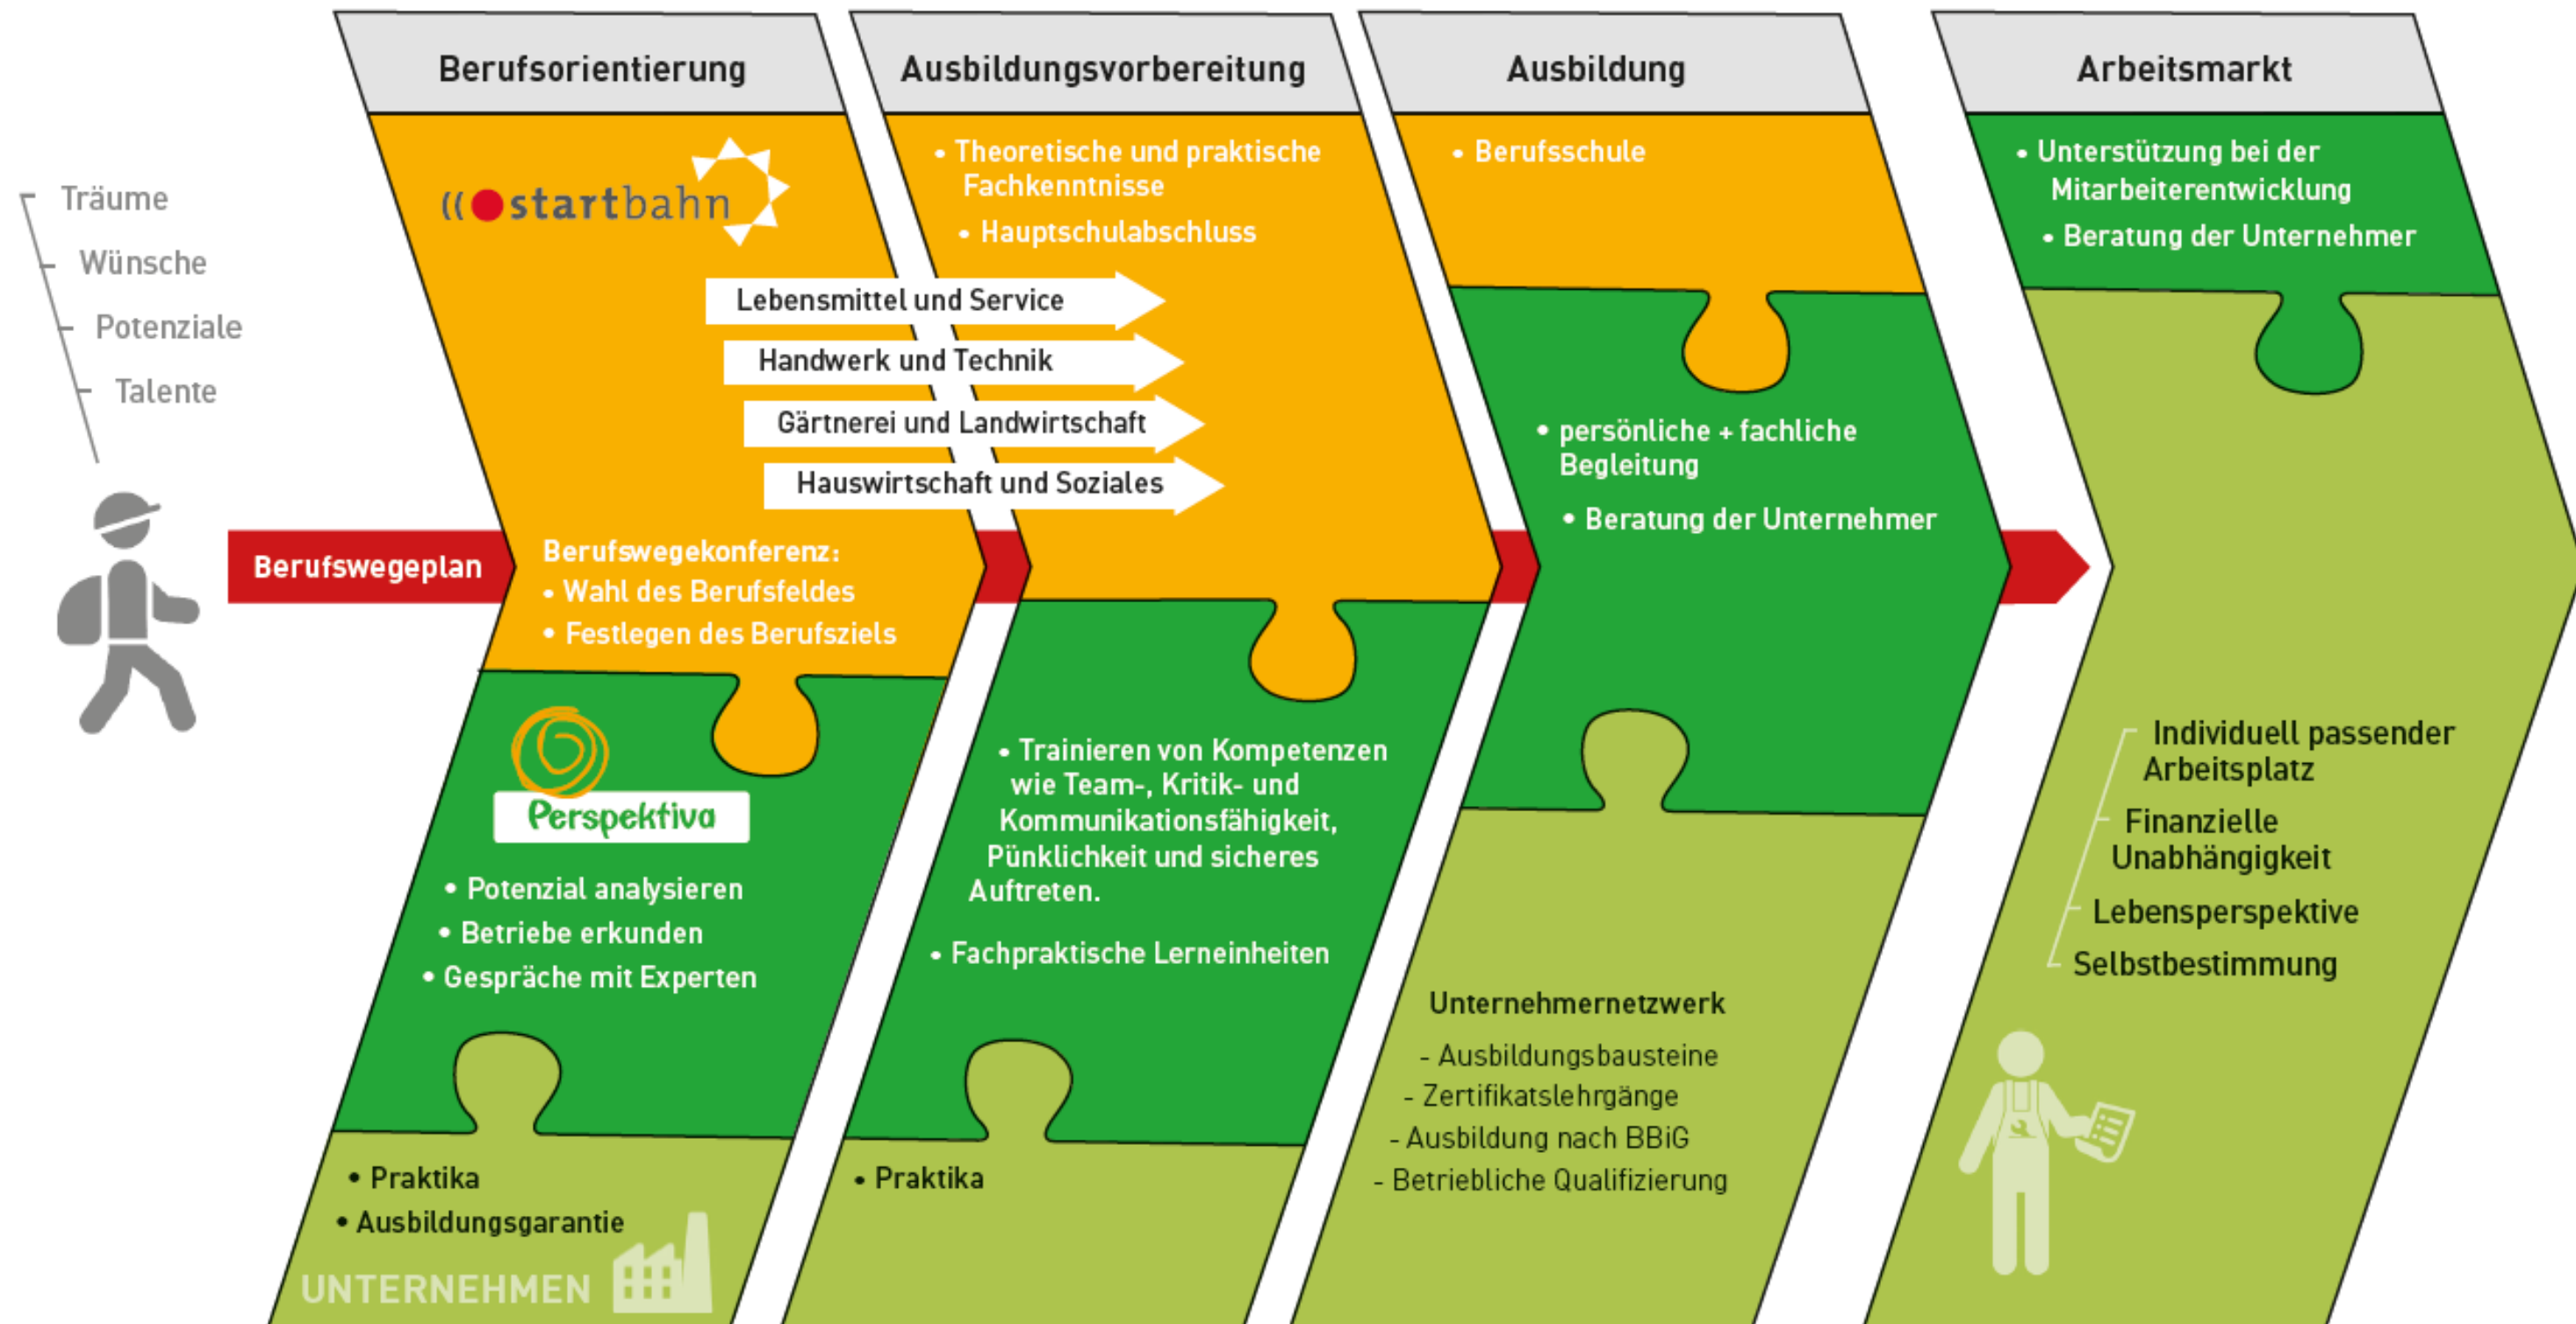 Träume
Wünsche
Potenziale
Talente
Berufswegeplan
Berufsorientierung
((●startbahn
Lebensmittel und Service
Handwerk und Technik
Gärtnerei und Landwirtschaft
Hauswirtschaft und Soziales
Berufswegekonferenz:
• Wahl des Berufsfeldes
• Festlegen des Berufsziels
Perspektiva
• Potenzial analysieren
• Betriebe erkunden
• Gespräche mit Experten
• Praktika
• Ausbildungsgarantie
UNTERNEHMEN
Ausbildungsvorbereitung
• Theoretische und praktische
Fachkenntnisse
• Hauptschulabschluss
• Trainieren von Kompetenzen
wie Team-, Kritik- und
Kommunikationsfähigkeit,
Pünklichkeit und sicheres
Auftreten.
• Fachpraktische Lerneinheiten
• Praktika
Ausbildung
• Berufsschule
• persönliche + fachliche
Begleitung
• Beratung der Unternehmer
Unternehmernetzwerk
- Ausbildungsbausteine
- Zertifikatslehrgänge
- Ausbildung nach BBiG
- Betriebliche Qualifizierung
Arbeitsmarkt
• Unterstützung bei der
Mitarbeiterentwicklung
• Beratung der Unternehmer
Individuell passender
Arbeitsplatz
Finanzielle
Unabhängigkeit
Lebensperspektive
Selbstbestimmung